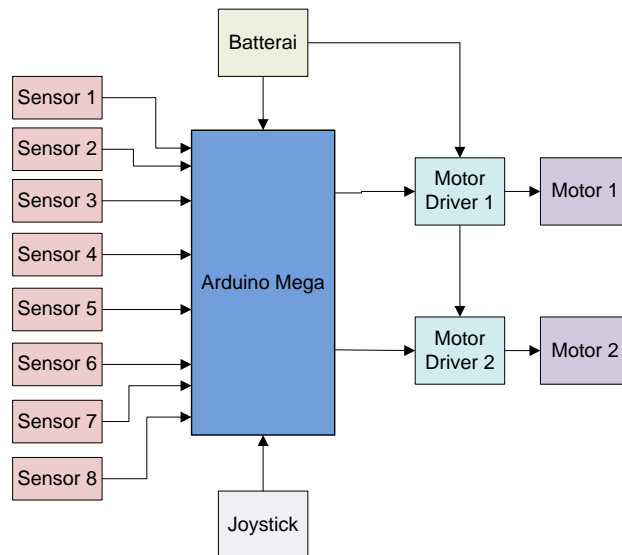 Batterai
Sensor 1
Sensor 2
Sensor 3
Sensor 4
Sensor 5
Sensor 6
Sensor 7
Sensor 8
Arduino Mega
Motor
Driver 1
Motor 1
Motor
Driver 2
Motor 2
Joystick